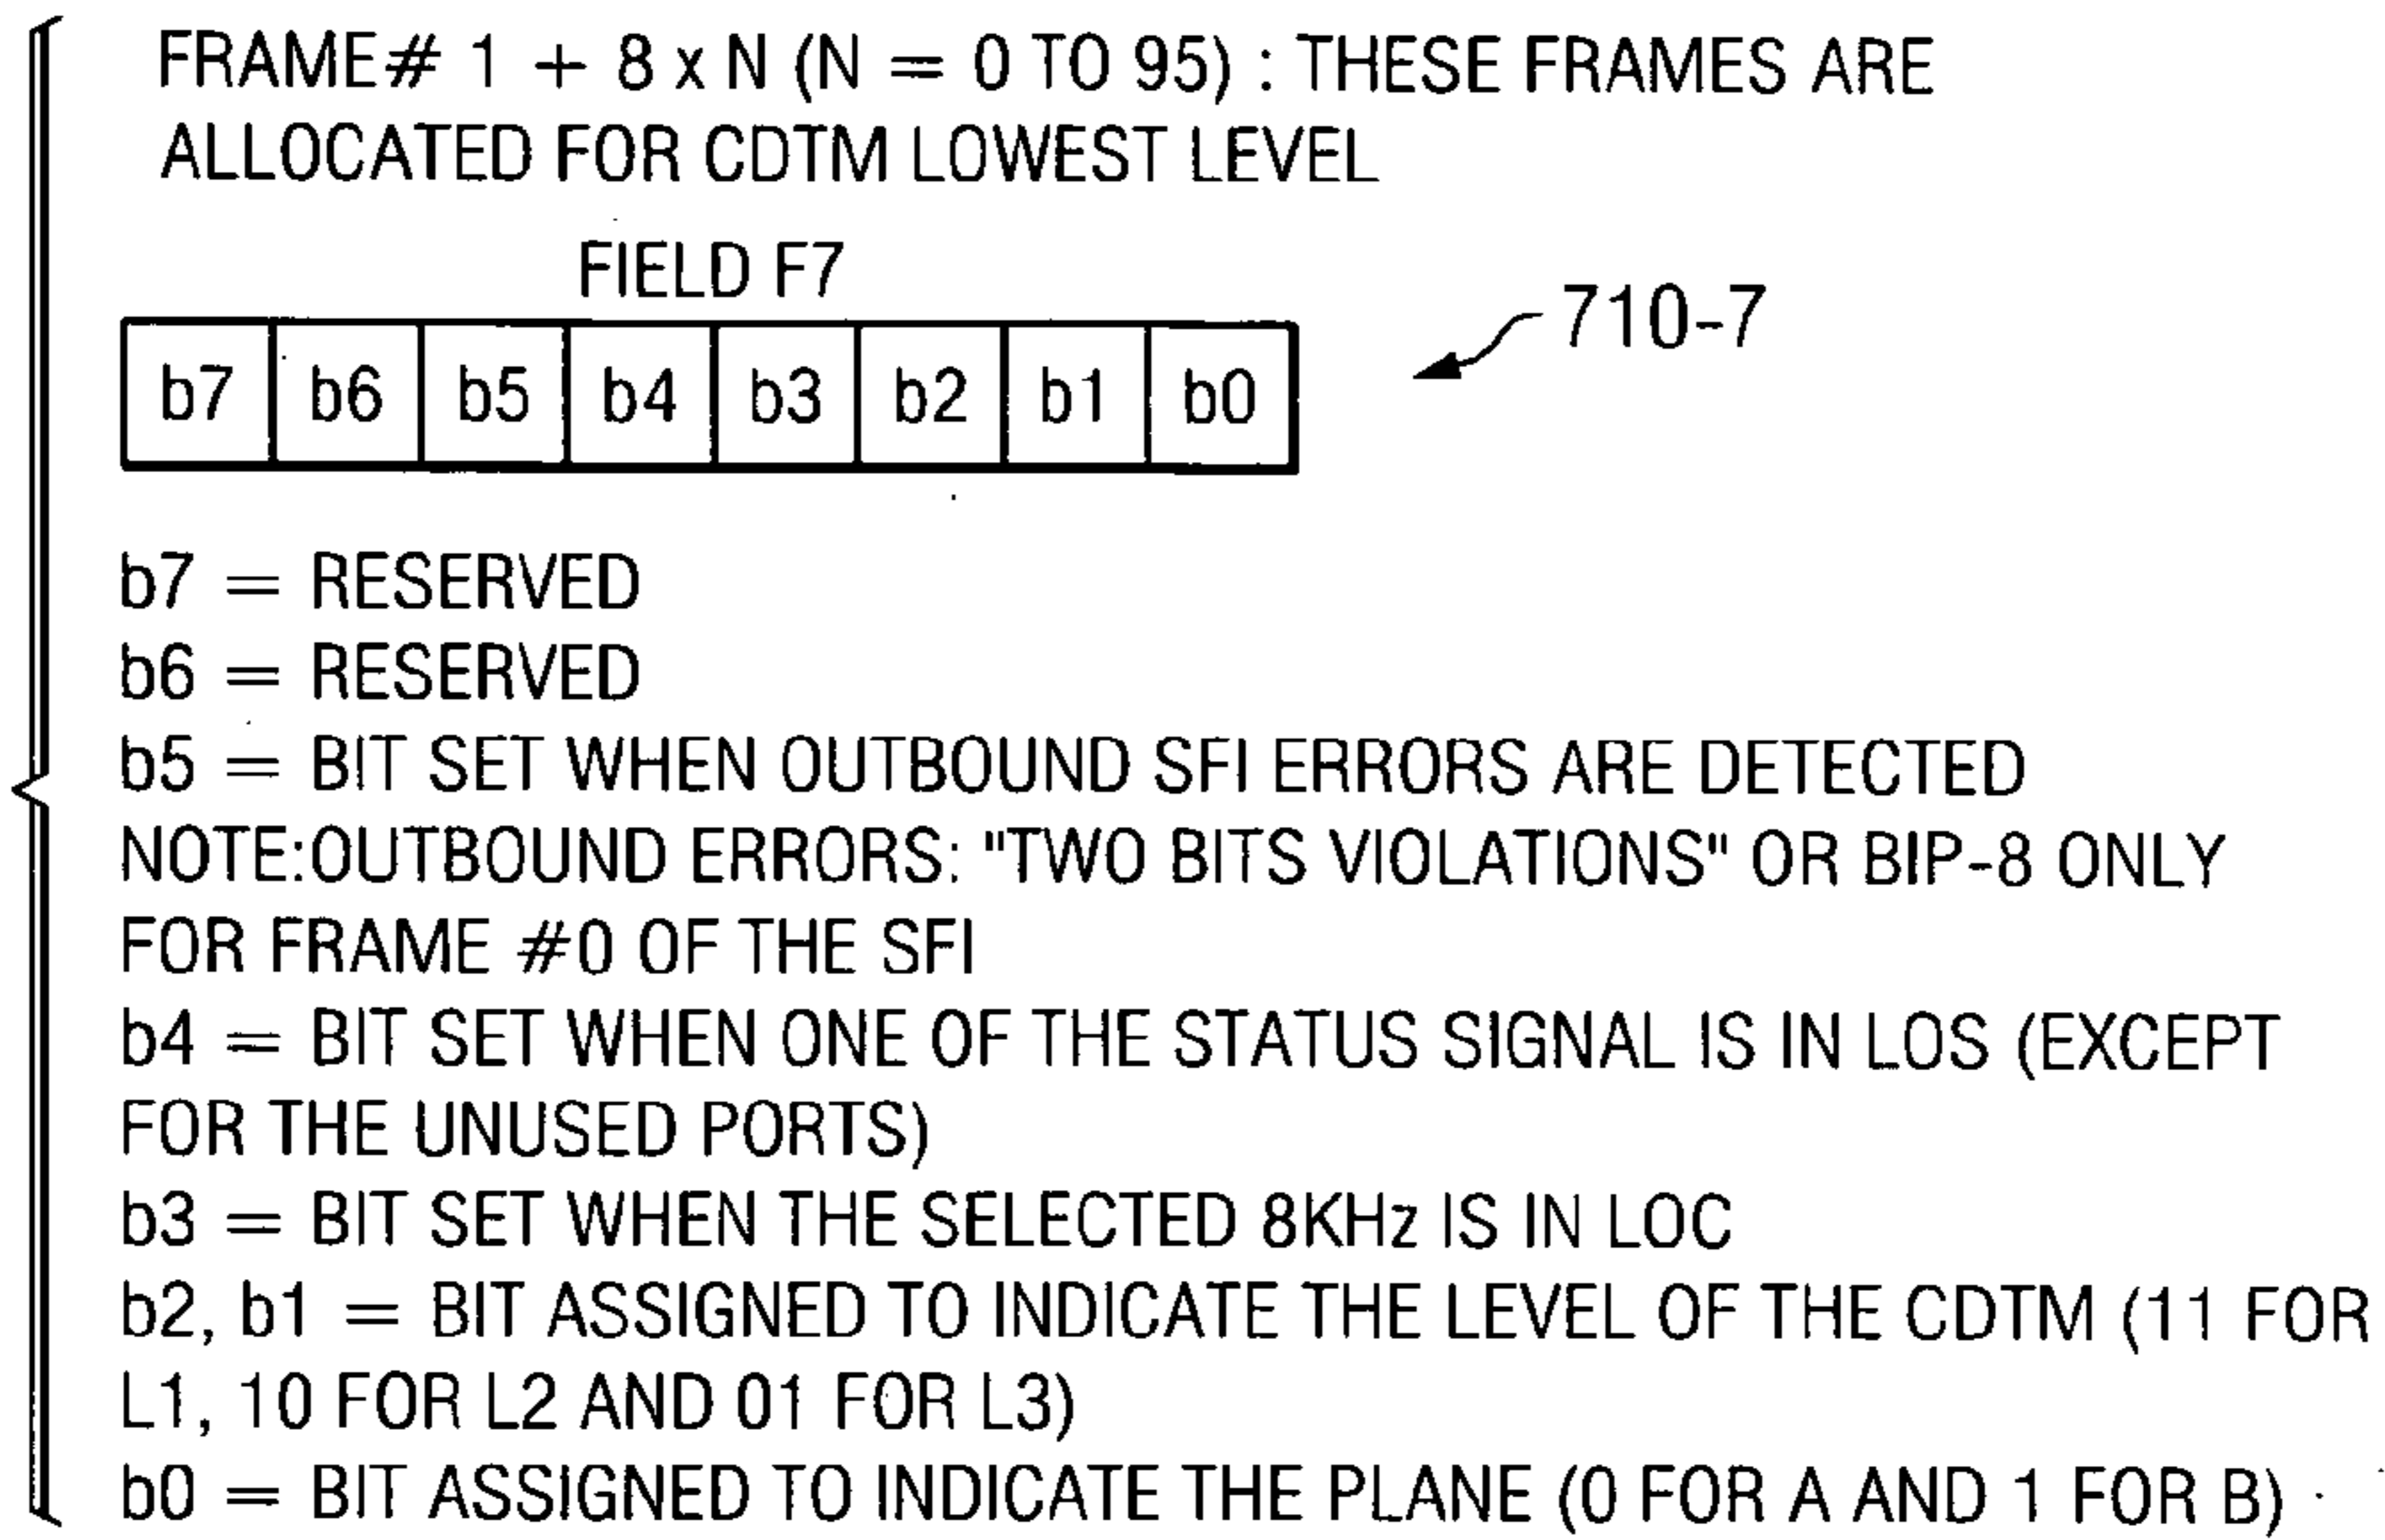 FRAME# 1 + 8 x N (N = 0 TO 95) : THESE FRAMES ARE
ALLOCATED FOR CDTM LOWEST LEVEL
FIELD F7
b7 b6 b5 b4 b3 b2 b1 b0
710-7
b7 = RESERVED
b6 = RESERVED
b5 = BIT SET WHEN OUTBOUND SFI ERRORS ARE DETECTED
NOTE:OUTBOUND ERRORS: "TWO BITS VIOLATIONS" OR BIP-8 ONLY
FOR FRAME #0 OF THE SFI
b4 = BIT SET WHEN ONE OF THE STATUS SIGNAL IS IN LOS (EXCEPT
FOR THE UNUSED PORTS)
b3 = BIT SET WHEN THE SELECTED 8KHz IS IN LOC
b2, b1 = BIT ASSIGNED TO INDICATE THE LEVEL OF THE CDTM (11 FOR
L1, 10 FOR L2 AND 01 FOR L3)
b0 = BIT ASSIGNED TO INDICATE THE PLANE (0 FOR A AND 1 FOR B)